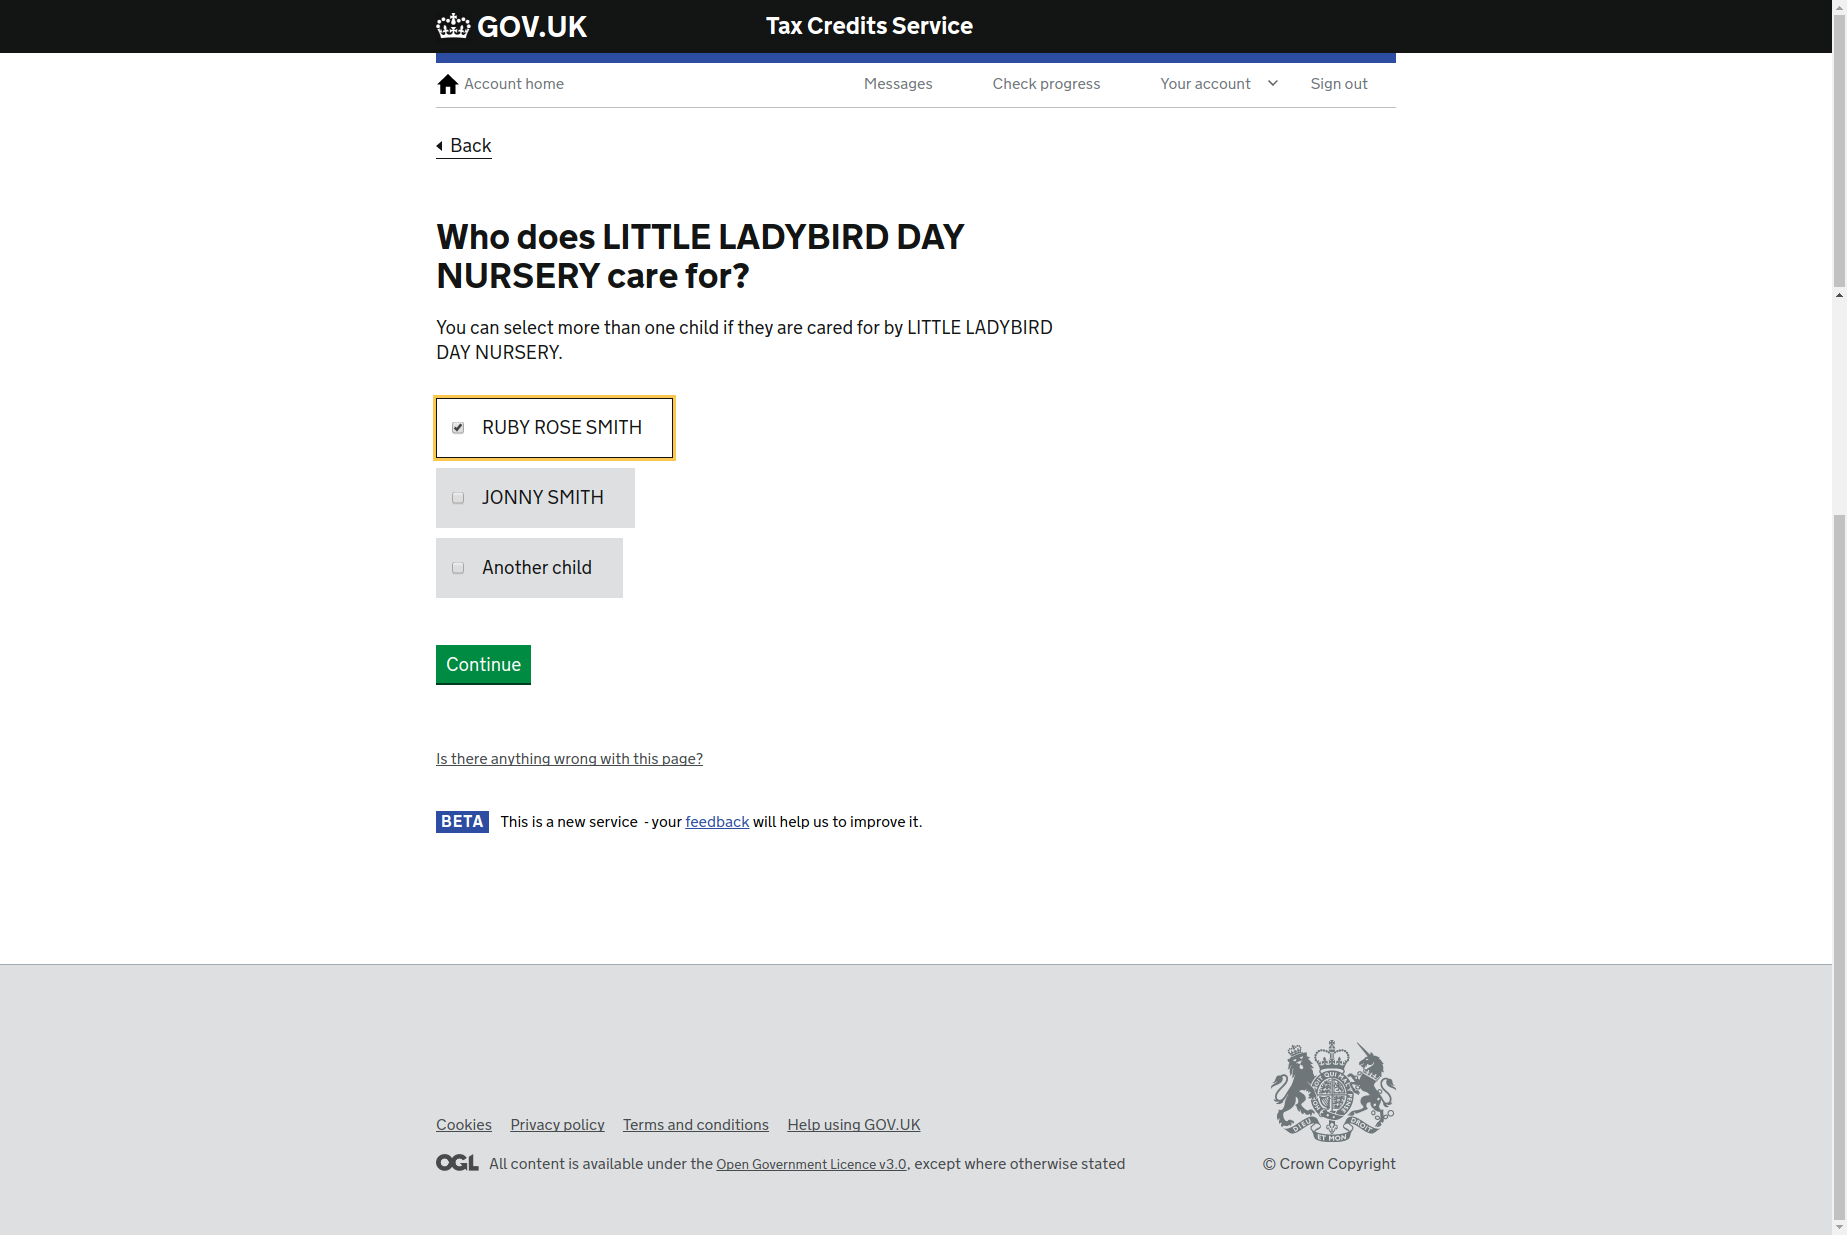 GOV.UK
Tax Credits Service
Account home
Messages
Check progress
Your account
Sign out
Back
Who does LITTLE LADYBIRD DAY
NURSERY care for?
You can select more than one child if they are cared for by LITTLE LADYBIRD
DAY NURSERY.
RUBY ROSE SMITH
JONNY SMITH
Another child
Continue
Is there anything wrong with this page?
BETA This is a new service - your feedback will help us to improve it.
Cookies Privacy policy Terms and conditions Help using GOV.UK
OGL All content is available under the Open Government Licence v3.0, except where otherwise stated
DIEU ET MON DROIT
© Crown Copyright